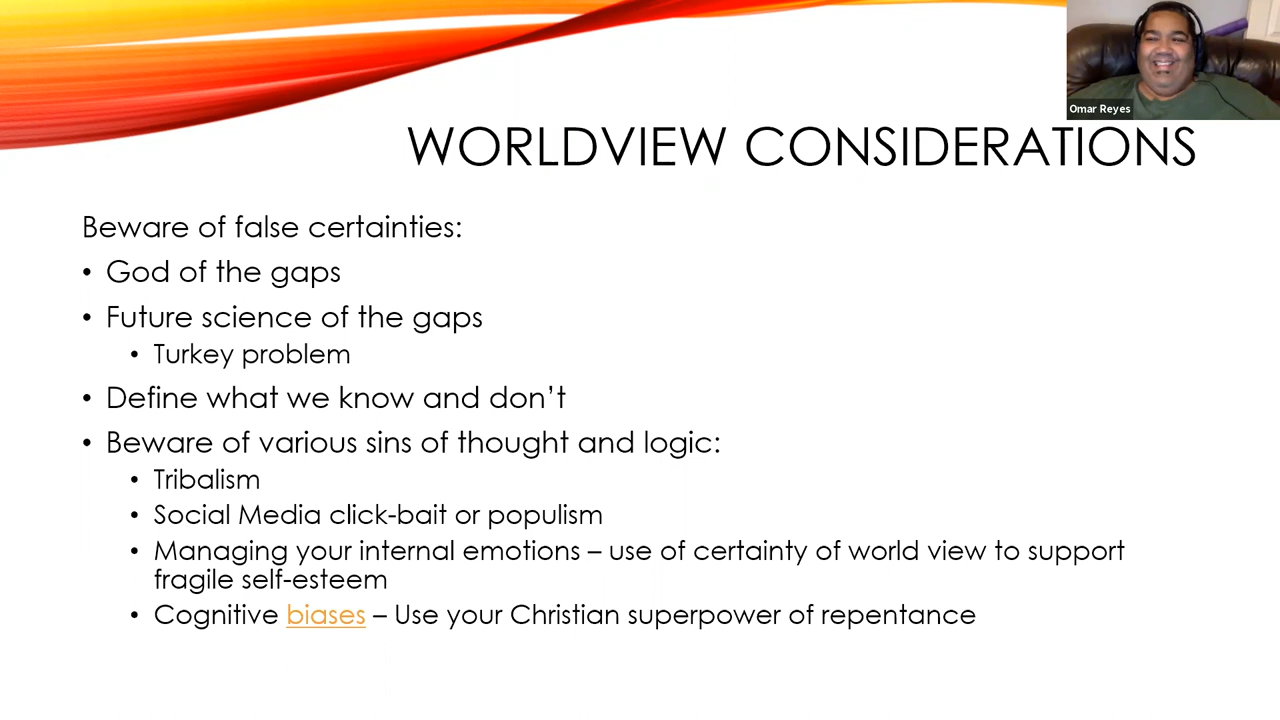 Omar Reyes
WORLDVIEW CONSIDERATIONS
Beware of false certainties:
• God of the gaps
• Future science of the gaps
• Turkey problem
• Define what we know and don’t
• Beware of various sins of thought and logic:
• Tribalism
• Social Media click-bait or populism
• Managing your internal emotions – use of certainty of world view to support
fragile self-esteem
• Cognitive biases – Use your Christian superpower of repentance